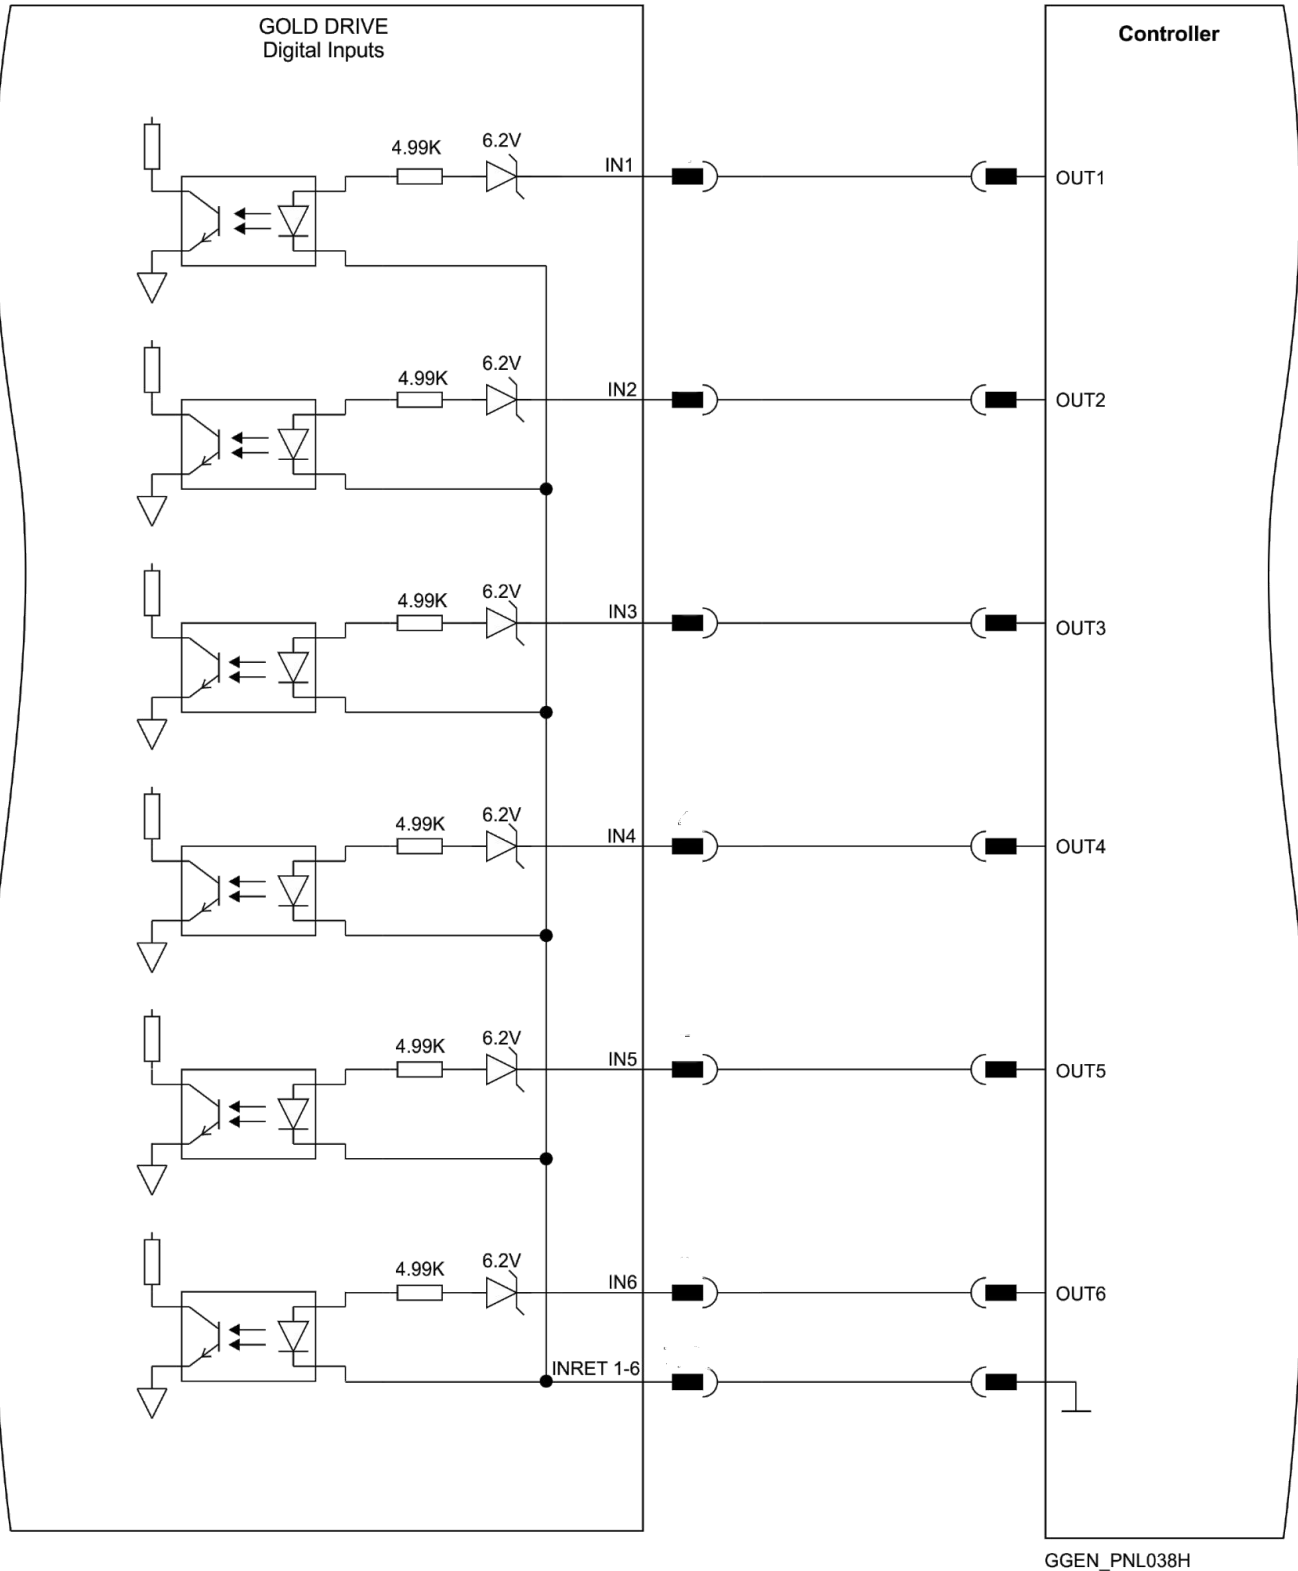 GOLD DRIVE
Digital Inputs
Controller
4.99K
6.2V
IN1
OUT1
4.99K
6.2V
IN2
OUT2
4.99K
6.2V
IN3
OUT3
4.99K
6.2V
IN4
OUT4
4.99K
6.2V
IN5
OUT5
4.99K
6.2V
IN6
OUT6
INRET 1-6
GGEN_PNL038H